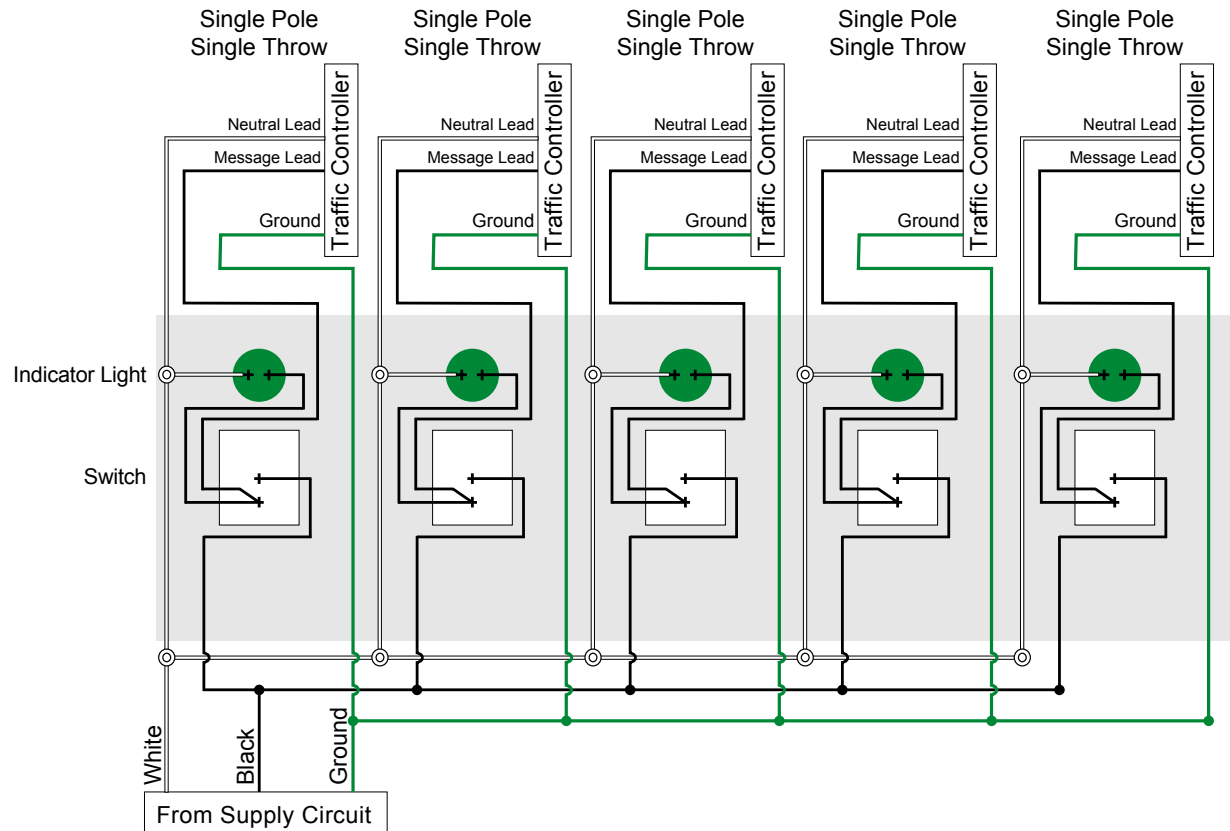 Single Pole
Single Throw
Single Pole
Single Throw
Single Pole
Single Throw
Single Pole
Single Throw
Single Pole
Single Throw
Neutral Lead
Message Lead
Ground
Traffic Controller
Neutral Lead
Message Lead
Ground
Traffic Controller
Neutral Lead
Message Lead
Ground
Traffic Controller
Neutral Lead
Message Lead
Ground
Traffic Controller
Neutral Lead
Message Lead
Ground
Traffic Controller
Indicator Light
Switch
White
Black
Ground
From Supply Circuit